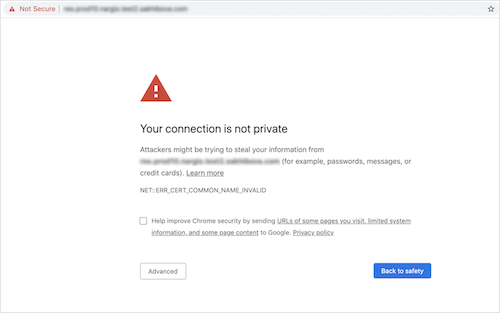 Not Secure
Your connection is not private
Attackers might be trying to steal your information from
(for example, passwords, messages, or
credit cards). Learn more
NET::ERR_CERT_COMMON_NAME_INVALID
Help improve Chrome security by sending URLs of some pages you visit, limited system
information, and some page content to Google. Privacy policy
Advanced
Back to safety